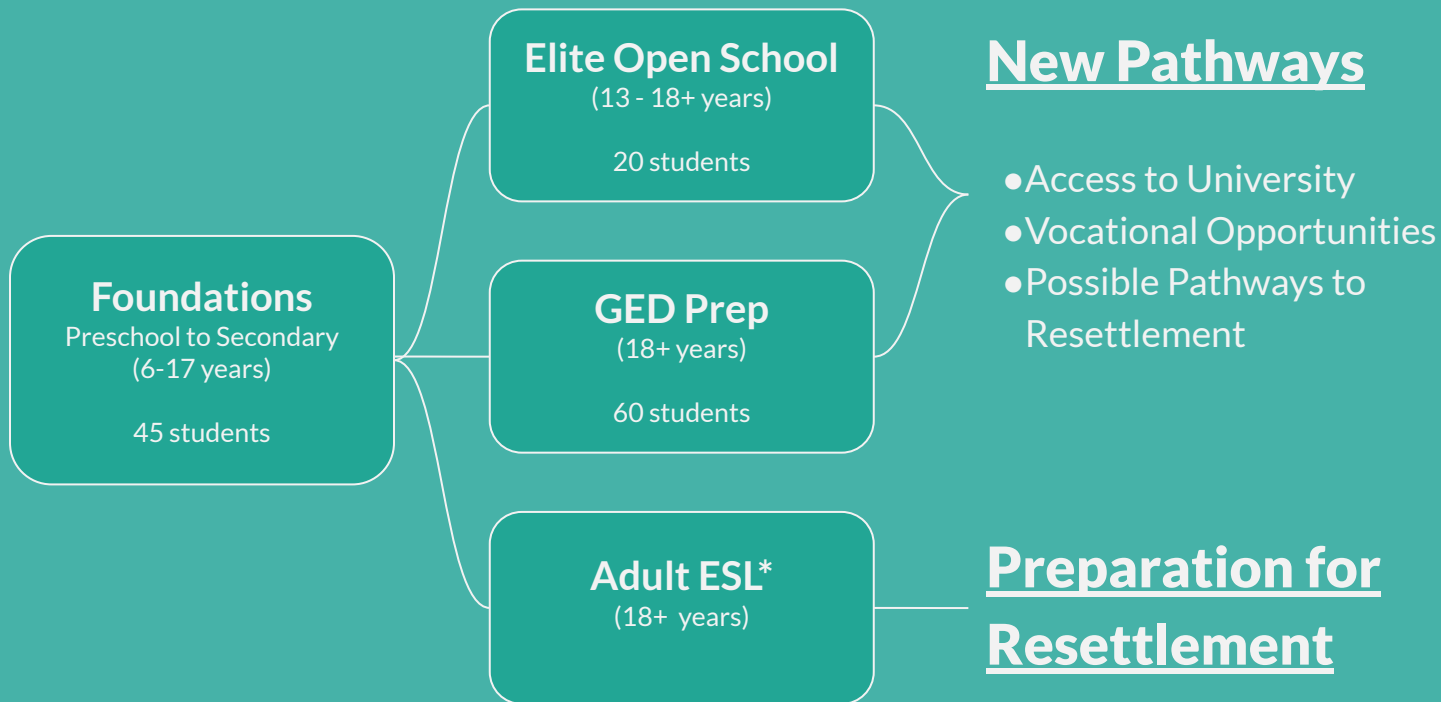 Elite Open School
(13 - 18+ years)
20 students
New Pathways
●Access to University
●Vocational Opportunities
●Possible Pathways to
Resettlement
Foundations
Preschool to Secondary
(6-17 years)
45 students
GED Prep
(18+ years)
60 students
Adult ESL*
(18+  years)
Preparation for
Resettlement